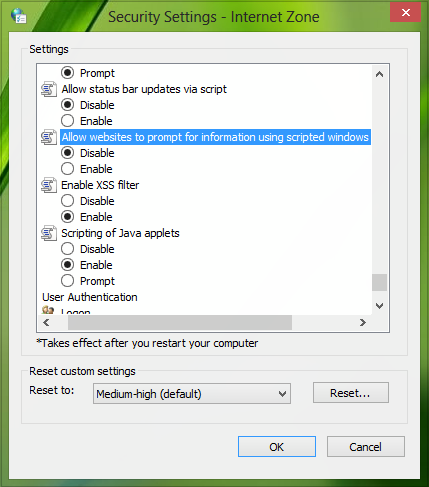 Security Settings - Internet Zone
Settings
Prompt
Allow status bar updates via script
Disable
Enable
Allow websites to prompt for information using scripted windows
Disable
Enable
Enable XSS filter
Disable
Enable
Scripting of Java applets
Disable
Enable
Prompt
User Authentication
Logon
*Takes effect after you restart your computer
Reset custom settings
Reset to:
Medium-high (default)
Reset...
OK
Cancel